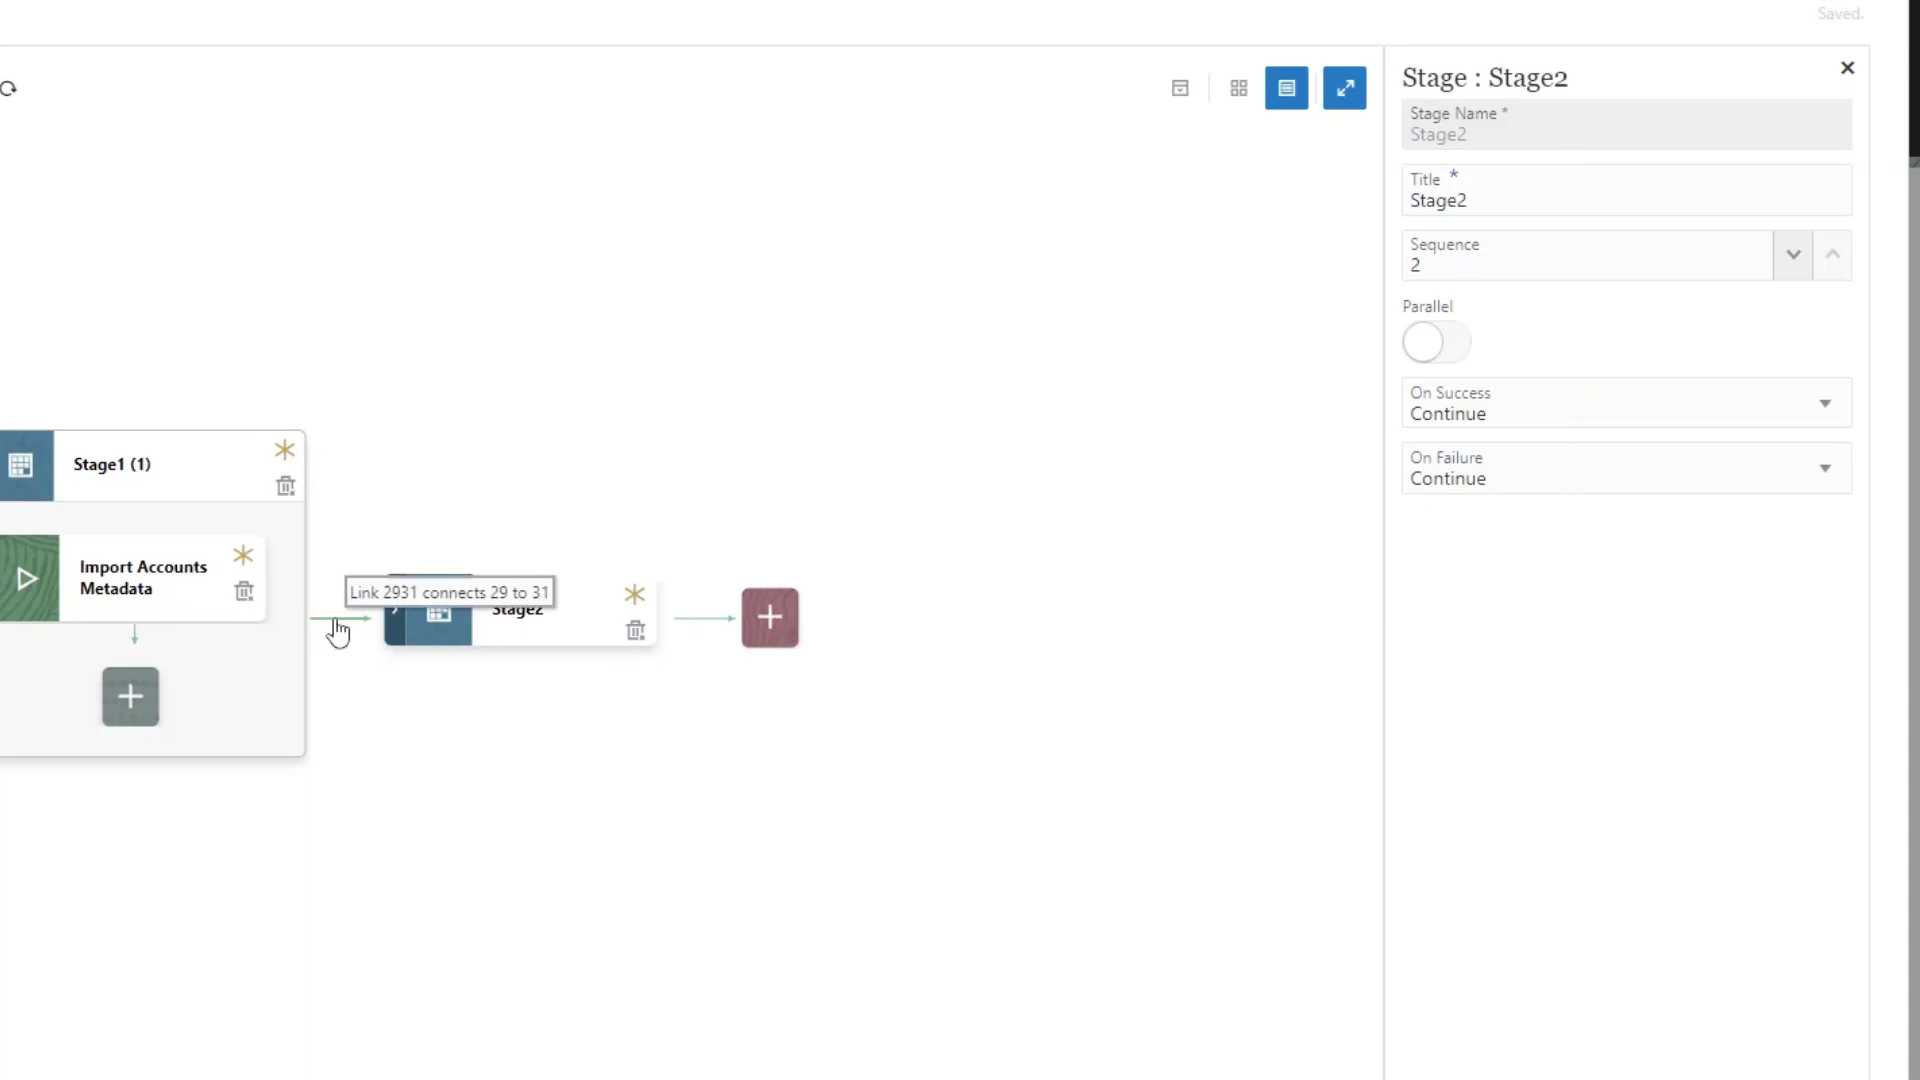 Saved.
Stage : Stage2
Stage Name *
Stage2
Title *
Stage2
Sequence
2
Parallel
On Success
Continue
On Failure
Continue
Stage1 (1)
Import Accounts
Metadata
Link 2931 connects 29 to 31
Stage2